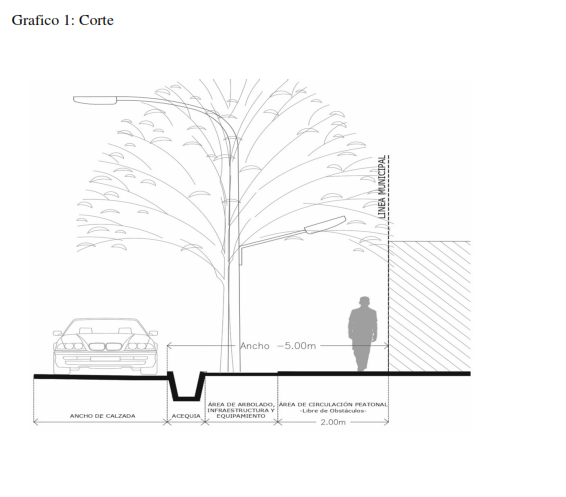 Grafico 1: Corte
LÍNEA MUNICIPAL
Ancho -5.00m
ANCHO DE CALZADA
ACEQUIA
ÁREA DE ARBOLADO,
INFRAESTRUCTURA Y
EQUIPAMIENTO
ÁREA DE CIRCULACIÓN PEATONAL
-Libre de Obstáculos-
2.00m